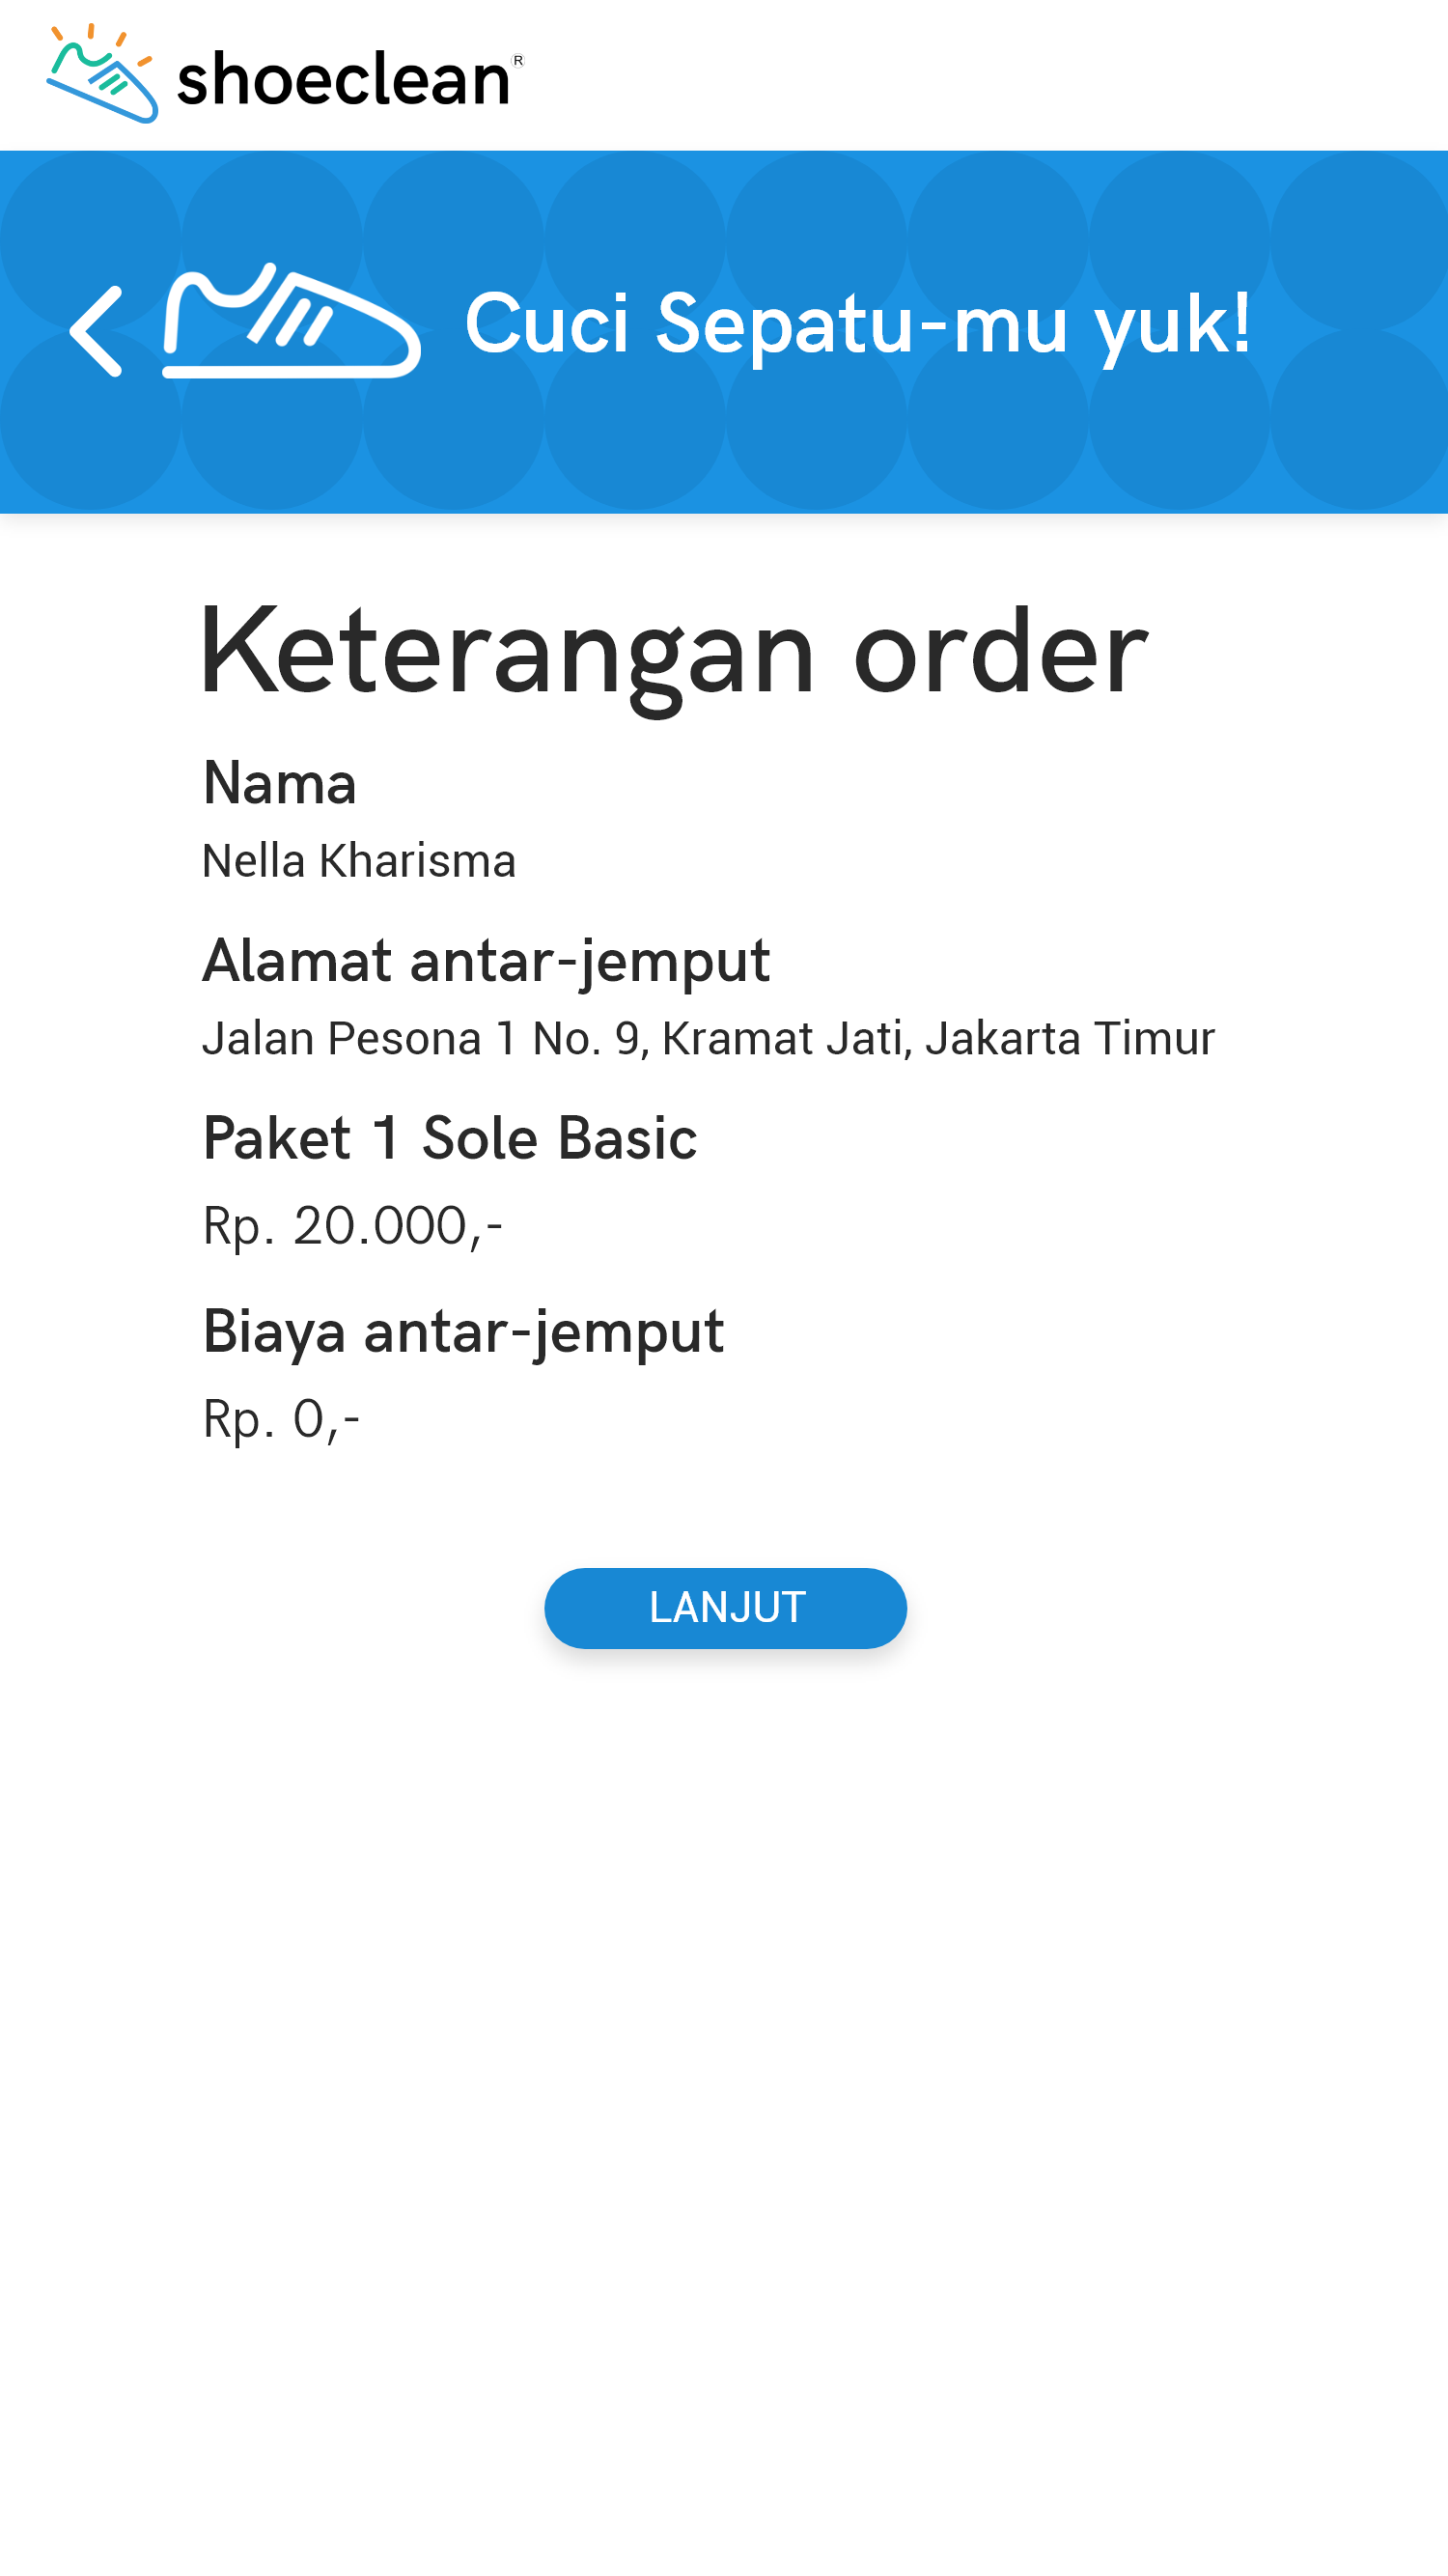 shoeclean®
Cuci Sepatu-mu yuk!
Keterangan order
Nama
Nella Kharisma
Alamat antar-jemput
Jalan Pesona 1 No. 9, Kramat Jati, Jakarta Timur
Paket 1 Sole Basic
Rp. 20.000,-
Biaya antar-jemput
Rp. 0,-
LANJUT